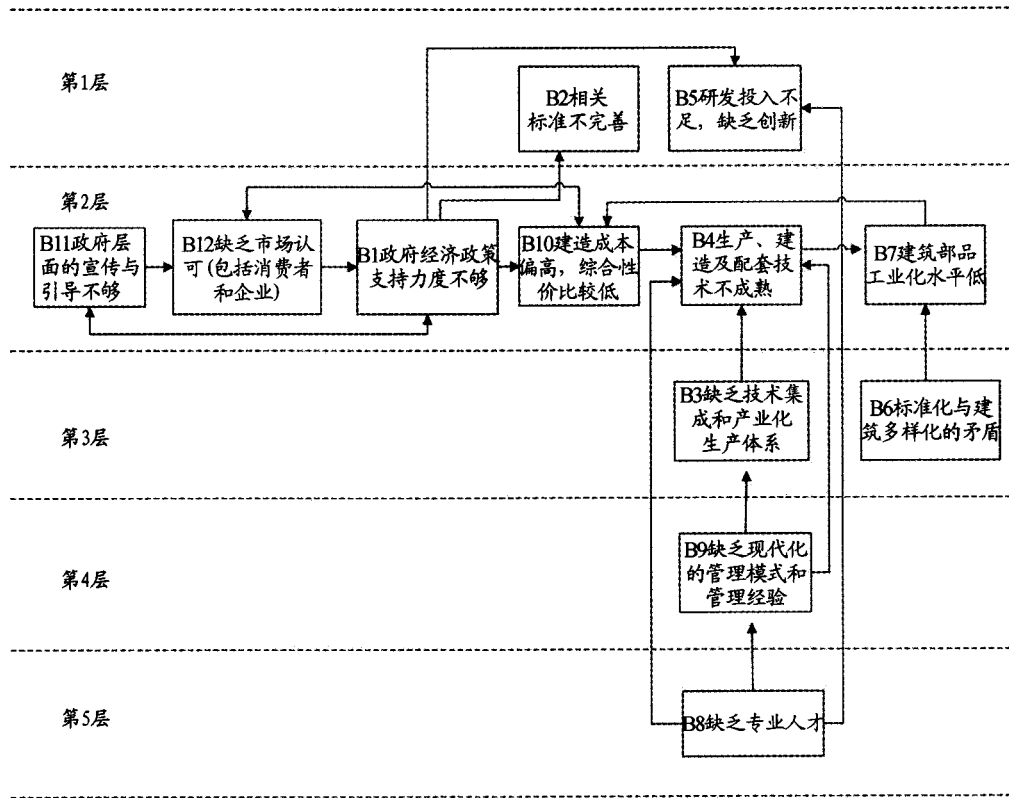 第1层
B2相关
标准不完善
B5研发投入不
足，缺乏创新
第2层
B11政府层
面的宣传与
引导不够
B12缺乏市场认
可(包括消费者
和企业)
B1政府经济政策
支持力度不够
B10建造成本
偏高，综合性
价比较低
B4生产、建
造及配套技
术不成熟
B7建筑部品
工业化水平低
第3层
B3缺乏技术集
成和产业化
生产体系
B6标准化与建
筑多样化的矛盾
第4层
B9缺乏现代化
的管理模式和
管理经验
第5层
B8缺乏专业人才